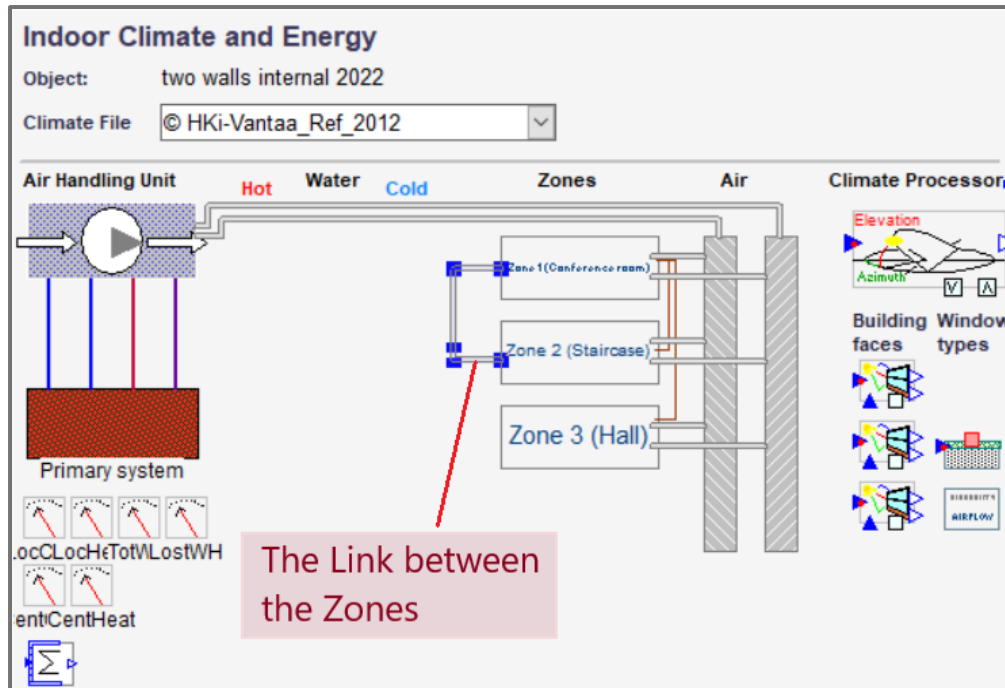 Indoor Climate and Energy
Object: two walls internal 2022
Climate File © HKi-Vantaa_Ref_2012
Air Handling Unit Hot Water Cold Zones Air Climate Processor
Elevation
Azimuth
Zone 1(Conference room)
Zone 2 (Staircase)
Zone 3 (Hall)
Building faces
Window types
AIRFLOW
Primary system
LocCLocHeTotWLostWH
entCentHeat
Σ
The Link between
the Zones